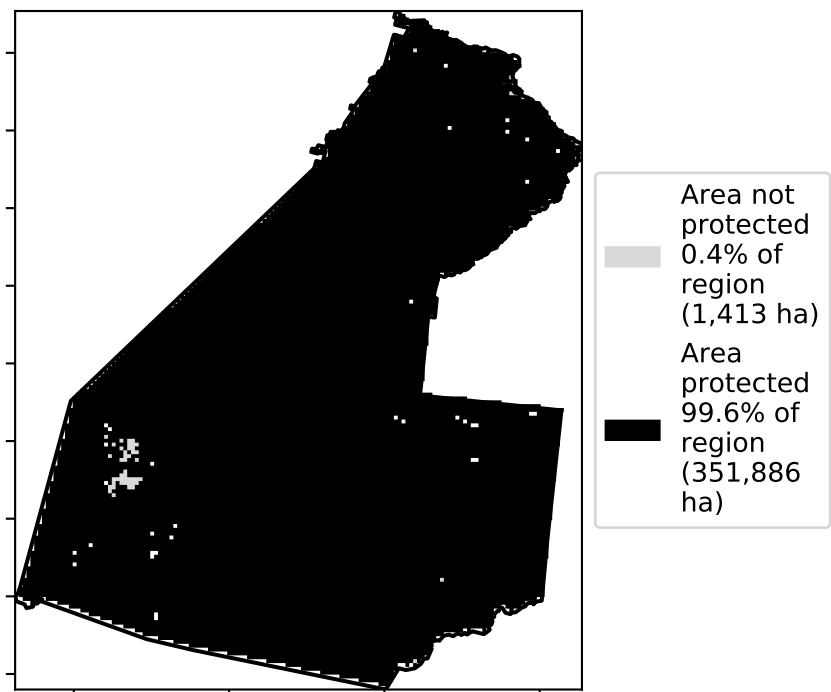 Area not
protected
0.4% of
region
(1,413 ha)
Area
protected
99.6% of
region
(351,886
ha)